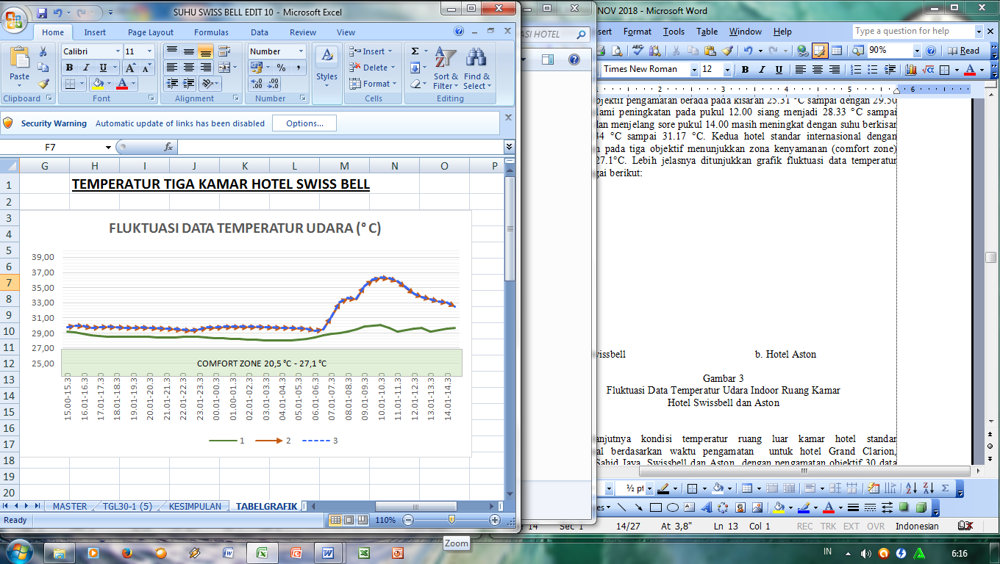 SUHU SWISS BELL EDIT 10 - Microsoft Excel
Home Insert Page Layout Formulas Data Review View
Paste
Clipboard
Calibri 11
B I U A A
Font
Alignment
Number
% ,
Number
Styles
Insert
Delete
Format
Cells
Σ
Sort & Filter
Find & Select
Editing
Security Warning Automatic update of links has been disabled Options...
F7 fx
G H I J K L M N O P
1 TEMPERATUR TIGA KAMAR HOTEL SWISS BELL
2
3
4
5
6
7
8
9
10
11
12
13
14
15
16
17
18
19
20
FLUKTUASI DATA TEMPERATUR UDARA (° C)
39,00
37,00
35,00
33,00
31,00
29,00
27,00
25,00
COMFORT ZONE 20,5 °C - 27,1 °C
15.00-15.30
16.01-16.30
17.01-17.30
18.01-18.30
19.01-19.30
20.01-20.30
21.01-21.30
22.01-22.30
23.01-23.30
00.01-00.30
01.00-01.30
02.01-02.30
03.01-03.30
04.01-04.30
05.01-05.30
06.01-06.30
07.01-07.30
08.01-08.30
09.01-09.30
10.01-10.30
11.01-11.30
12.01-12.30
13.01-13.30
14.01-14.30
1 2 3
MASTER TGL30-1 (5) KESIMPULAN TABELGRAFIK
Ready 110%
Zoom
ASI HOTEL
NOV 2018 - Microsoft Word
sert Format Tools Table Window Help Type a question for help
90% Read
Times New Roman 12 B I U
1 2 3 4 5 6
bjektif pengamatan berada pada kisaran 25.31 °C sampai dengan 29.50
lami peningkatan pada pukul 12.00 siang menjadi 28.33 °C sampai
dan menjelang sore pukul 14.00 masih meningkat dengan suhu berkisar
34 °C sampai 31.17 °C. Kedua hotel standar internasional dengan
n pada tiga objektif menunjukkan zona kenyamanan (comfort zone)
27.1°C. Lebih jelasnya ditunjukkan grafik fluktuasi data temperatur
gai berikut:
wissbell b. Hotel Aston
Gambar 3
Fluktuasi Data Temperatur Udara Indoor Ruang Kamar
Hotel Swissbell dan Aston
anjutnya kondisi temperatur ruang luar kamar hotel standar
al berdasarkan waktu pengamatan untuk hotel Grand Clarion,
Sahid Jaya, Swissbell dan Aston dengan pengamatan objektif 30 data
½ pt
es
e 14 Sec 1 14/27 At 3,8" Ln 13 Col 1 REC TRK EXT OVR Indonesian
IN 6:16